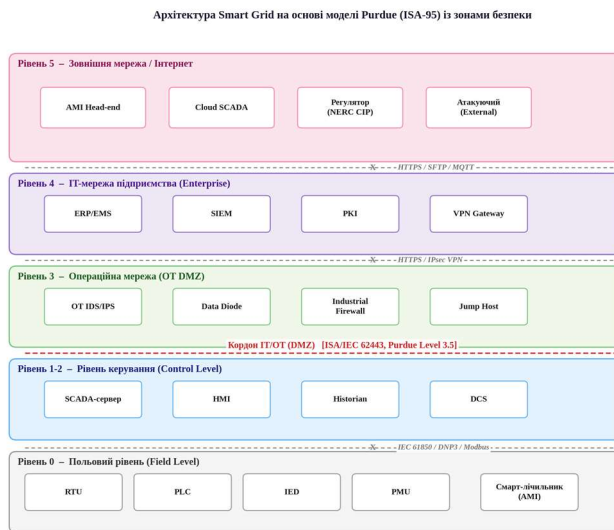 Архітектура Smart Grid на основі моделі Purdue (ISA-95) із зонами безпеки
Рівень 5 – Зовнішня мережа / Інтернет
AMI Head-end
Cloud SCADA
Регулятор
(NERC CIP)
Атакуючий
(External)
HTTPS / SFTP / MQTT
Рівень 4 – ІТ-мережа підприємства (Enterprise)
ERP/EMS
SIEM
PKI
VPN Gateway
HTTPS / IPsec VPN
Рівень 3 – Операційна мережа (OT DMZ)
OT IDS/IPS
Data Diode
Industrial
Firewall
Jump Host
Кордон ІТ/ОТ (DMZ) [ISA/IEC 62443, Purdue Level 3.5]
Рівень 1-2 – Рівень керування (Control Level)
SCADA-сервер
HMI
Historian
DCS
IEC 61850 / DNP3 / Modbus
Рівень 0 – Польовий рівень (Field Level)
RTU
PLC
IED
PMU
Смарт-лічильник
(AMI)